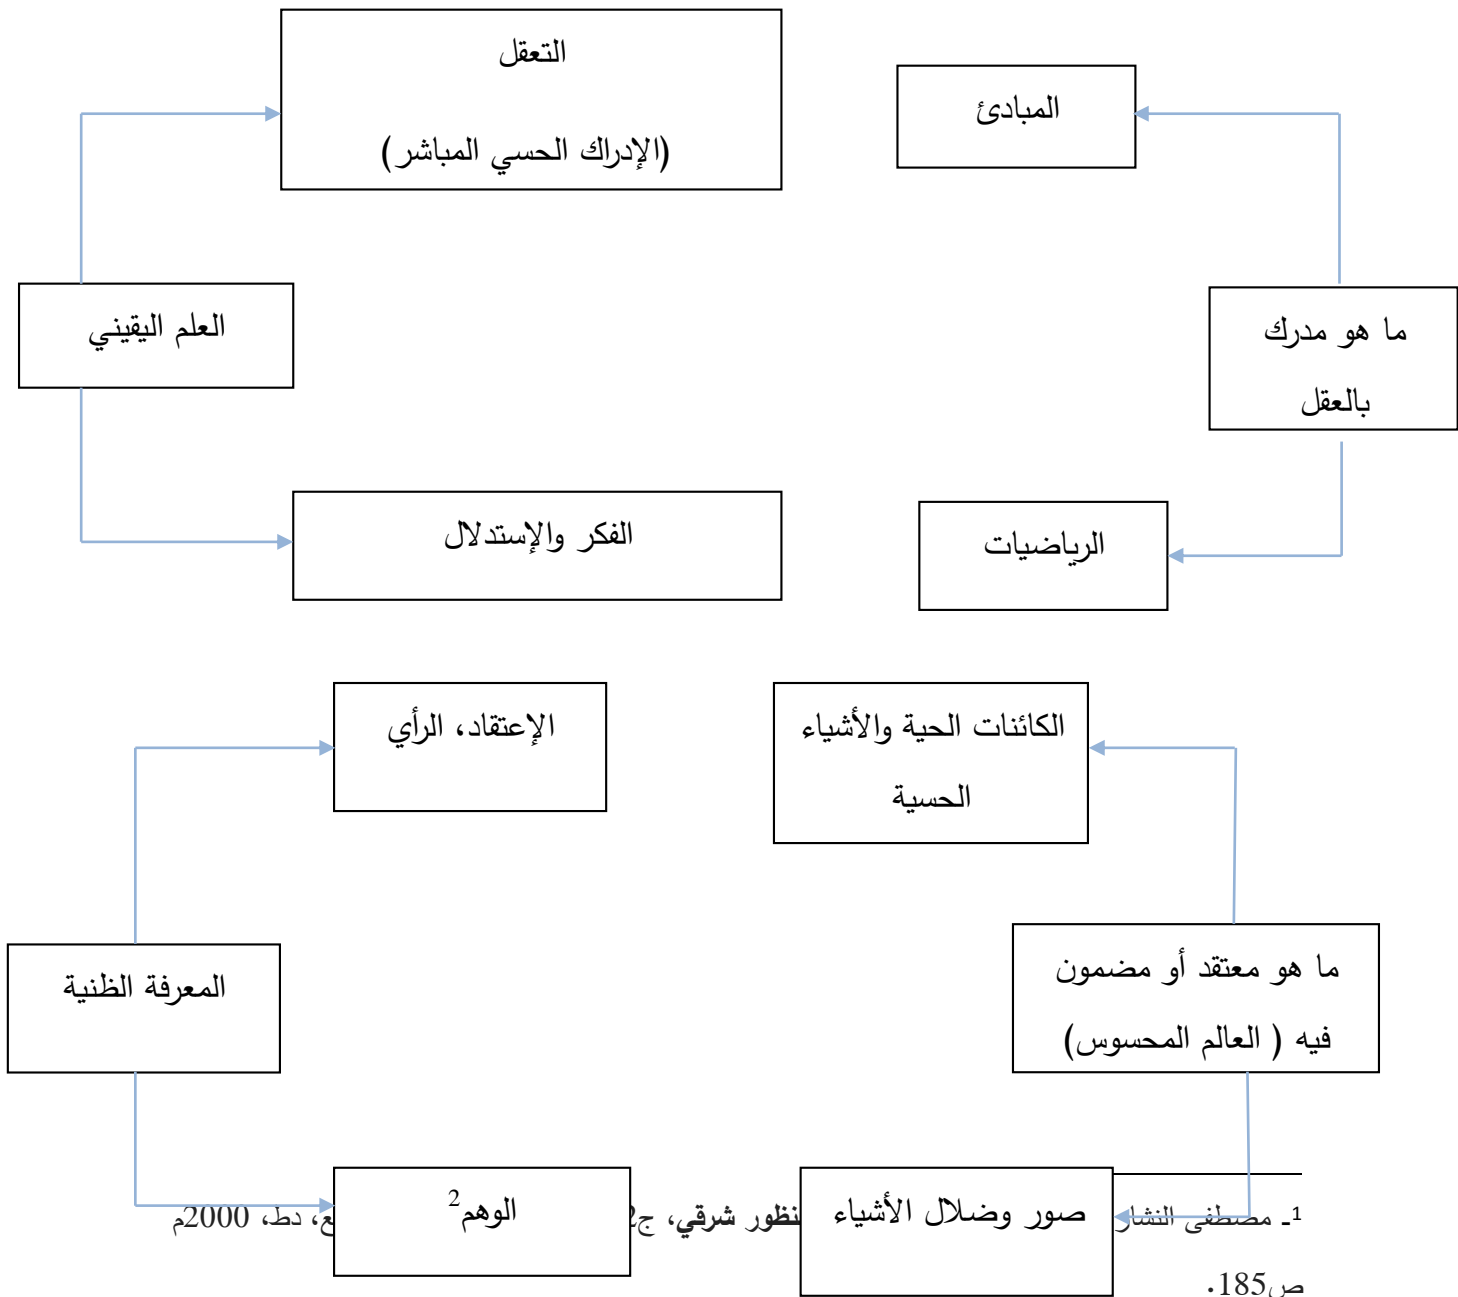 المبادئ
التعقل
(الإدراك الحسي المباشر)
ما هو مدرك
بالعقل
العلم اليقيني
الرياضيات
الفكر والإستدلال
الكائنات الحية والأشياء
الحسية
الإعتقاد، الرأي
ما هو معتقد أو مضمون
فيه ( العالم المحسوس)
المعرفة الظنية
صور وضلال الأشياء
الوهم2
1ـ مصطفى النشار شرقي، دط، 2000م
ص185.